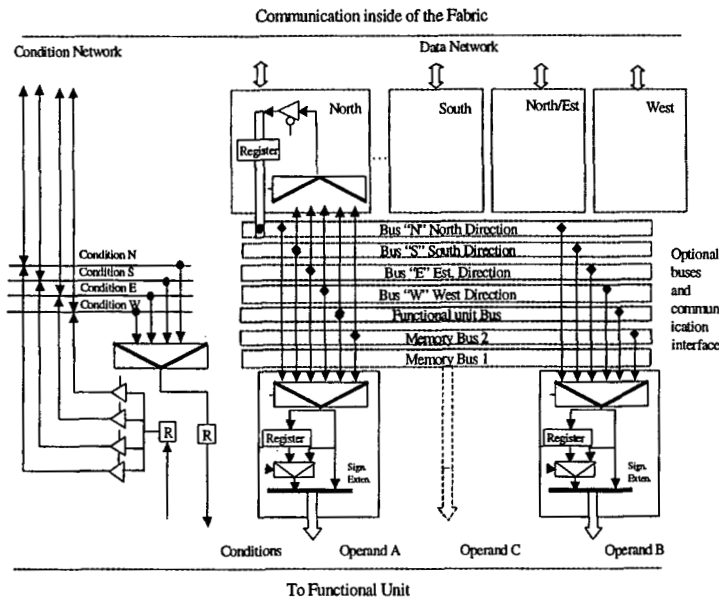 Communication inside of the Fabric
Condition Network
Data Network
North
South
North/Est
West
Register
Bus "N" North Direction
Bus "S" South Direction
Bus "E" Est. Direction
Bus "W" West Direction
Functional unit Bus
Memory Bus 2
Memory Bus 1
Optional
buses
and
commun
ication
interface
Condition N
Condition S
Condition E
Condition W
R
R
Register
Sign.
Exten.
Register
Sign.
Exten.
Conditions
Operand A
Operand C
Operand B
To Functional Unit